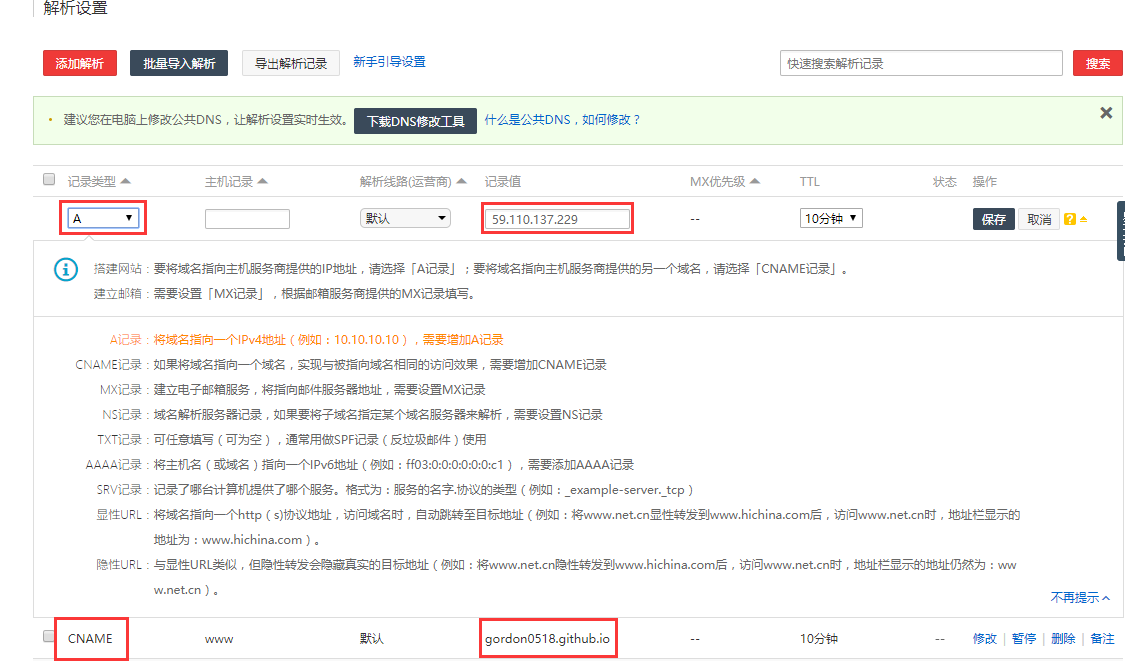 解析设置
添加解析 批量导入解析 导出解析记录 新手引导设置 快速搜索解析记录 搜索
建议您在电脑上修改公共DNS，让解析设置实时生效。 下载DNS修改工具 什么是公共DNS，如何修改？
记录类型 主机记录 解析线路(运营商) 记录值 MX优先级 TTL 状态 操作
A 默认 59.110.137.229 -- 10分钟 保存 取消 ?
搭建网站：要将域名指向主机服务商提供的IP地址，请选择「A记录」；要将域名指向主机服务商提供的另一个域名，请选择「CNAME记录」。
建立邮箱：需要设置「MX记录」，根据邮箱服务商提供的MX记录填写。
A记录：将域名指向一个IPv4地址（例如：10.10.10.10），需要增加A记录
CNAME记录：如果将域名指向一个域名，实现与被指向域名相同的访问效果，需要增加CNAME记录
MX记录：建立电子邮箱服务，将指向邮件服务器地址，需要设置MX记录
NS记录：域名解析服务器记录，如果要将子域名指定某个域名服务器来解析，需要设置NS记录
TXT记录：可任意填写（可为空），通常用做SPF记录（反垃圾邮件）使用
AAAA记录：将主机名（或域名）指向一个IPv6地址（例如：ff03:0:0:0:0:0:0:c1），需要添加AAAA记录
SRV记录：记录了哪台计算机提供了哪个服务。格式为：服务的名字.协议的类型（例如：_example-server._tcp）
显性URL：将域名指向一个http（s)协议地址，访问域名时，自动跳转至目标地址（例如：将www.net.cn显性转发到www.hichina.com后，访问www.net.cn时，地址栏显示的
地址为：www.hichina.com）。
隐性URL：与显性URL类似，但隐性转发会隐藏真实的目标地址（例如：将www.net.cn隐性转发到www.hichina.com后，访问www.net.cn时，地址栏显示的地址仍然为：ww
w.net.cn）。
不再提示
CNAME www 默认 gordon0518.github.io -- 10分钟 -- 修改 | 暂停 | 删除 | 备注